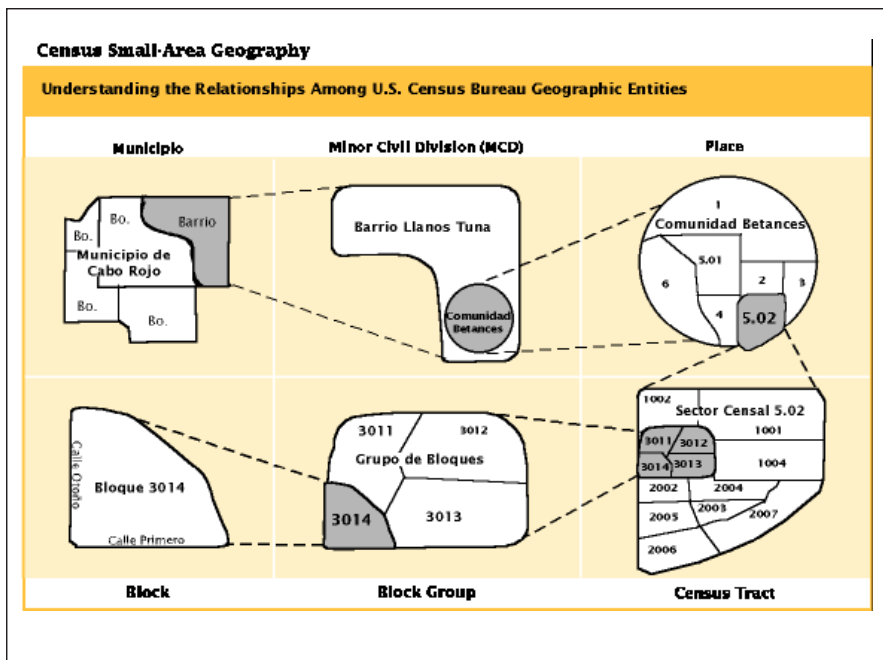 Census Small-Area Geography
Understanding the Relationships Among U.S. Census Bureau Geographic Entities
Municipio
Minor Civil Division (MCD)
Place
Bo.
Barrio
Bo.
Municipio de
Cabo Rojo
Bo.
Bo.
Barrio Llanos Tuna
Comunidad
Betances
1
Comunidad Betances
5.01
6
2
3
4
5.02
Calle Otoño
Bloque 3014
Calle Primero
3011
3012
Grupo de Bloques
3014
3013
1002
Sector Censal 5.02
1001
3011
3012
3014
3013
1004
2002
2004
2003
2005
2007
2006
Block
Block Group
Census Tract